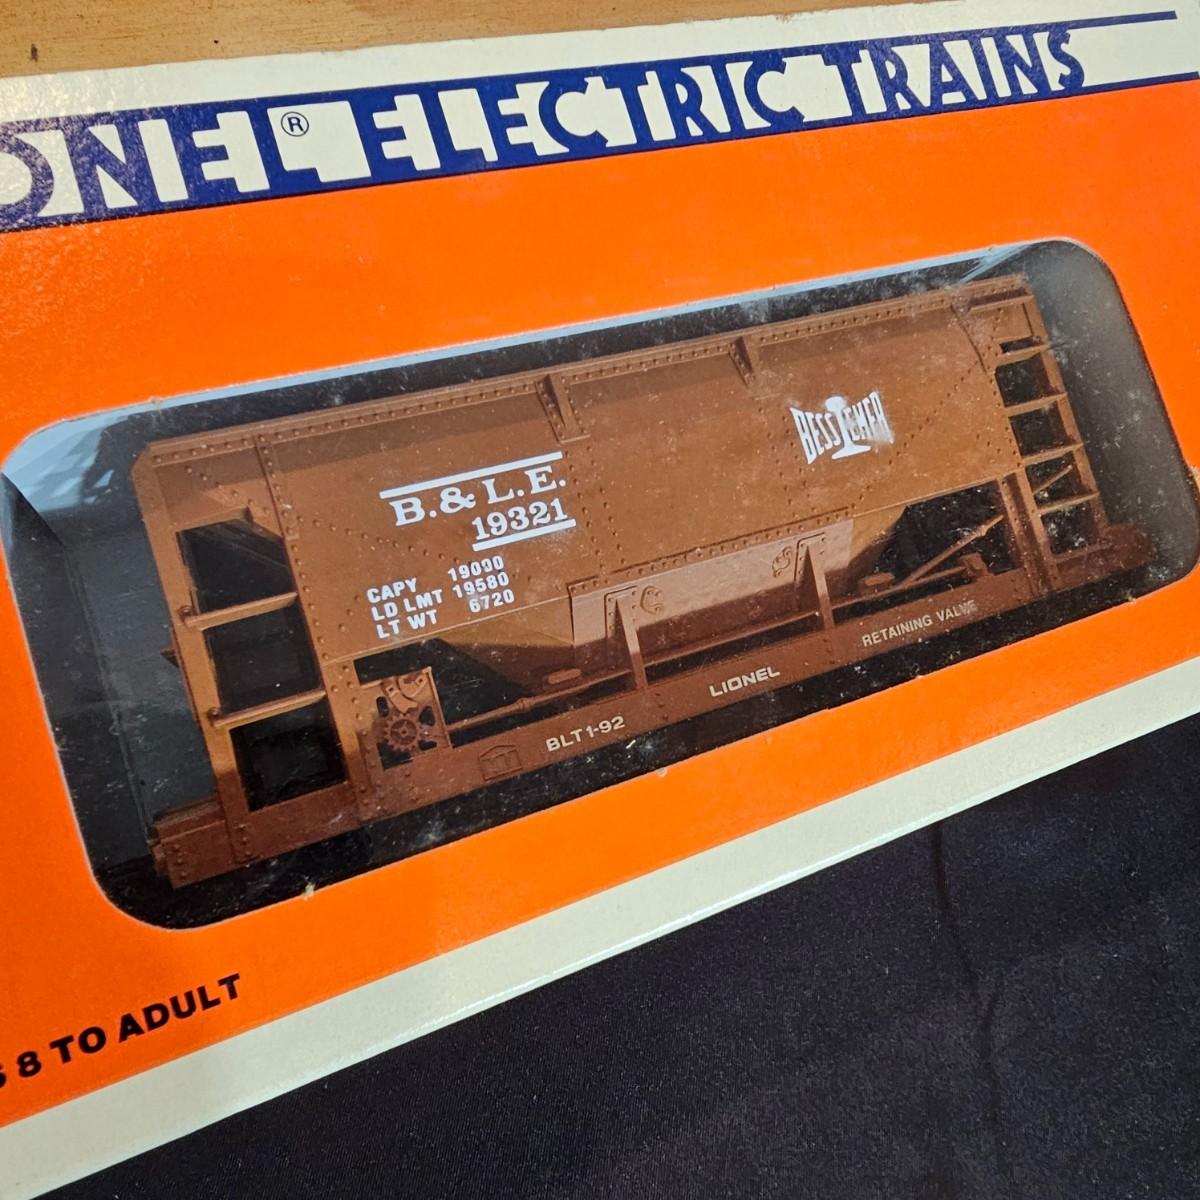 ONEL® ELECTRIC TRAINS
B. & L.E.
19321
CAPY 19000
LD LMT 19580
LT WT 6720
BESSEMER
BLT 1-92
LIONEL
RETAINING VALVE
8 TO ADULT